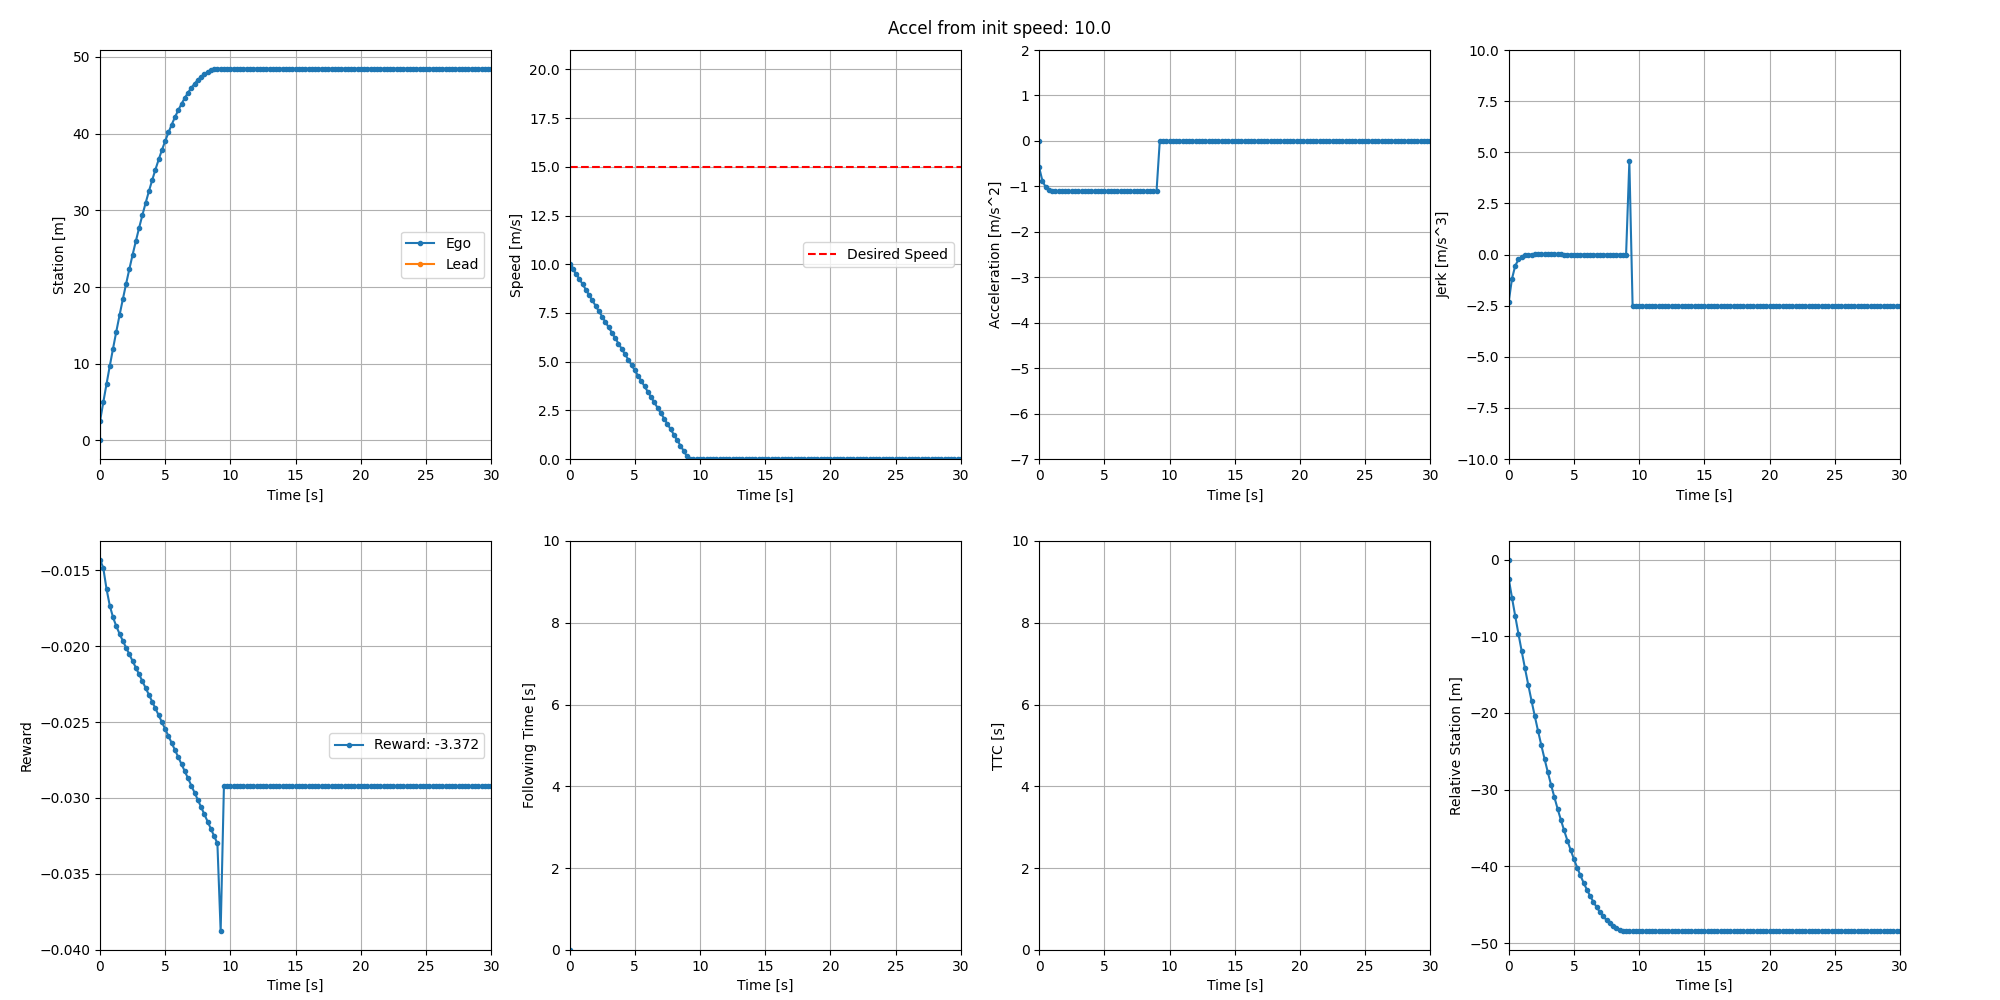 Accel from init speed: 10.0
Station [m]
50
40
30
20
10
0
Ego
Lead
0 5 10 15 20 25 30
Time [s]
Speed [m/s]
20.0
17.5
15.0
12.5
10.0
7.5
5.0
2.5
0.0
Desired Speed
0 5 10 15 20 25 30
Time [s]
Acceleration [m/s^2]
2
1
0
−1
−2
−3
−4
−5
−6
−7
0 5 10 15 20 25 30
Time [s]
Jerk [m/s^3]
10.0
7.5
5.0
2.5
0.0
−2.5
−5.0
−7.5
−10.0
0 5 10 15 20 25 30
Time [s]
Reward
−0.015
−0.020
−0.025
−0.030
−0.035
−0.040
Reward: -3.372
0 5 10 15 20 25 30
Time [s]
Following Time [s]
10
8
6
4
2
0
0 5 10 15 20 25 30
Time [s]
TTC [s]
10
8
6
4
2
0
0 5 10 15 20 25 30
Time [s]
Relative Station [m]
0
−10
−20
−30
−40
−50
0 5 10 15 20 25 30
Time [s]